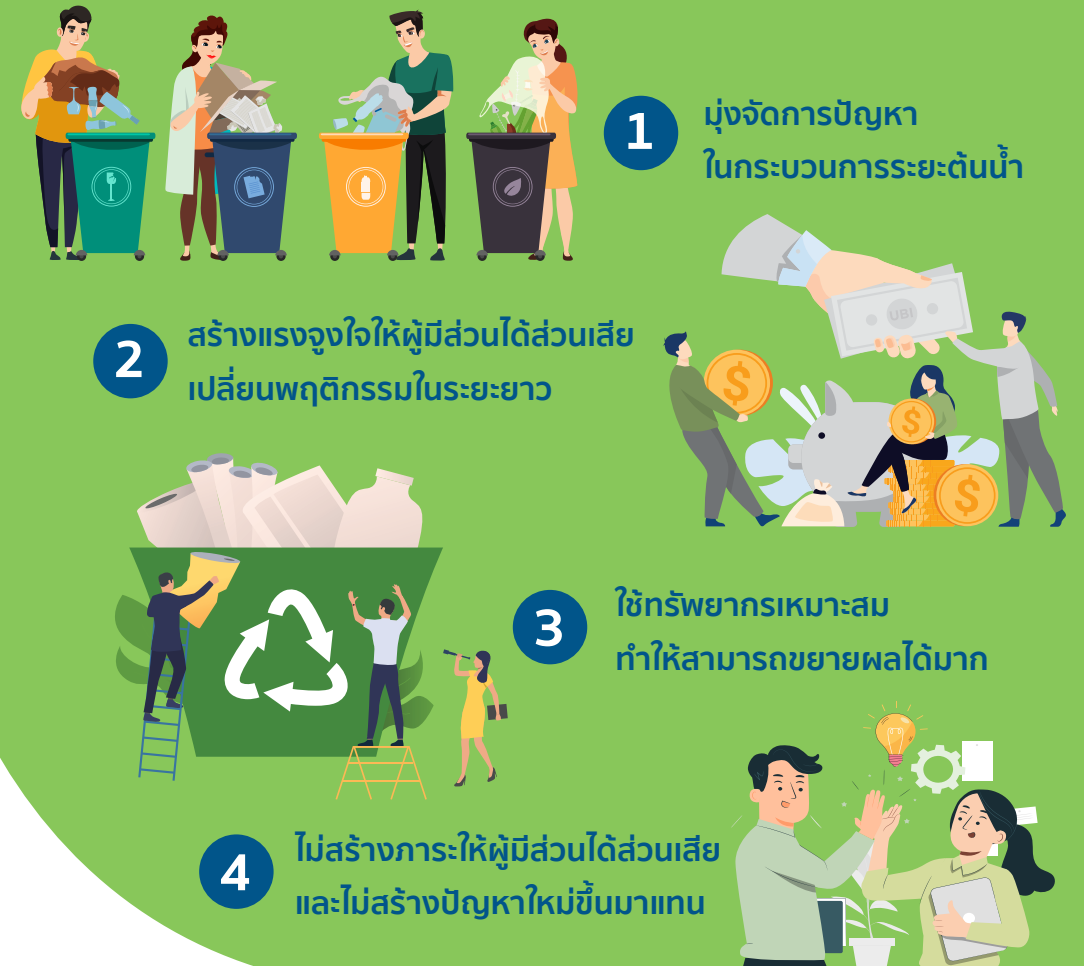 1
มุ่งจัดการปัญหา
ในกระบวนการระยะต้นน้ำ
UBI
2
สร้างแรงจูงใจให้ผู้มีส่วนได้ส่วนเสีย
เปลี่ยนพฤติกรรมในระยะยาว
$
$
$
3
ใช้ทรัพยากรเหมาะสม
ทำให้สามารถขยายผลได้มาก
4
ไม่สร้างภาระให้ผู้มีส่วนได้ส่วนเสีย
และไม่สร้างปัญหาใหม่ขึ้นมาแทน